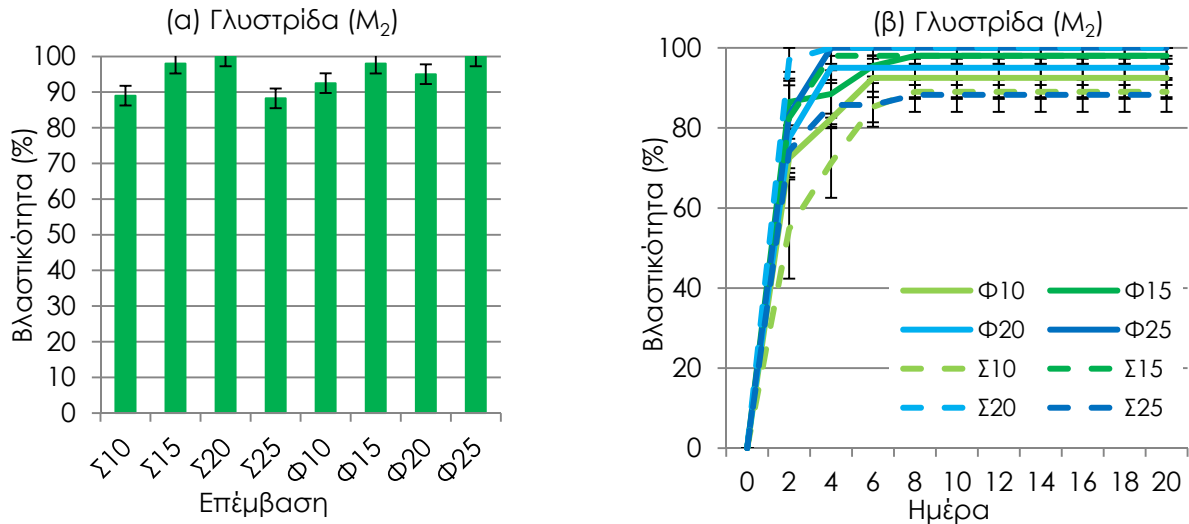 (α) Γλυστρίδα (M₂)
Βλαστικότητα (%)
100
90
80
70
60
50
40
30
20
10
0
Σ10 Σ15 Σ20 Σ25 Φ10 Φ15 Φ20 Φ25
Επέμβαση
(β) Γλυστρίδα (M₂)
Βλαστικότητα (%)
100
80
60
40
20
0
Φ10 Φ15
Φ20 Φ25
Σ10 Σ15
Σ20 Σ25
0 2 4 6 8 10 12 14 16 18 20
Ημέρα